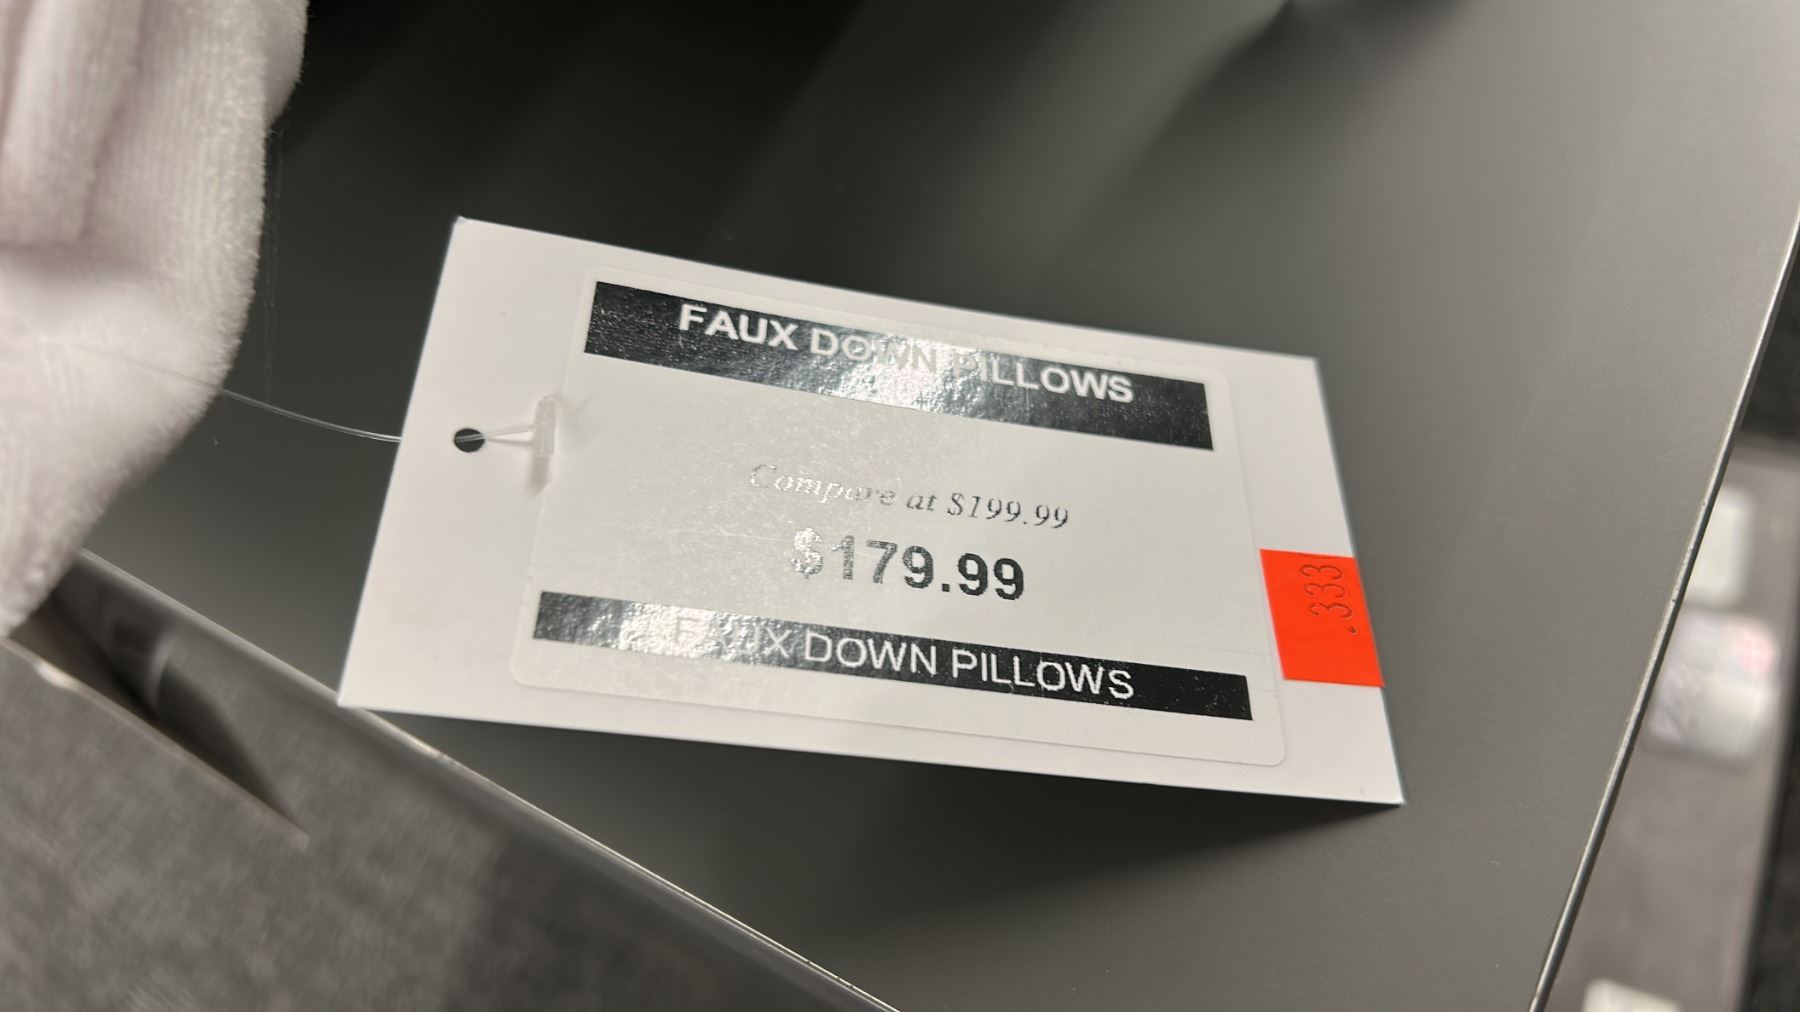 FAUX DOWN PILLOWS
Compare at $199.99
$179.99
FAUX DOWN PILLOWS
.333